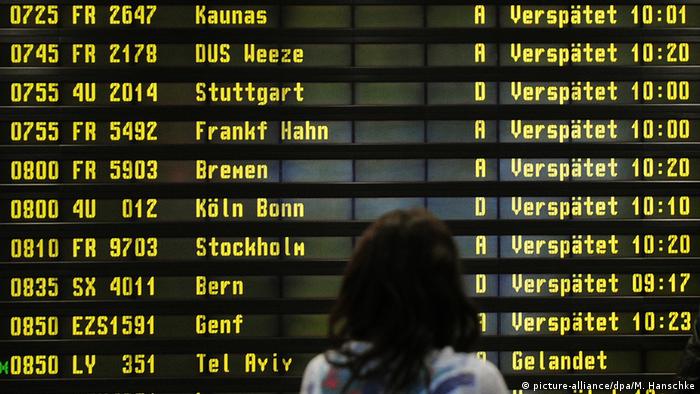 0725 FR 2647 Kaunas A Verspätet 10:01
0745 FR 2178 DUS Weeze A Verspätet 10:20
0755 4U 2014 Stuttgart D Verspätet 10:00
0755 FR 5492 Frankf Hahn A Verspätet 10:00
0800 FR 5903 Bremen A Verspätet 10:20
0800 4U 012 Köln Bonn D Verspätet 10:10
0810 FR 9703 Stockholm A Verspätet 10:20
0835 SX 4011 Bern D Verspätet 09:17
0850 EZS1591 Genf A Verspätet 10:23
0850 LY 351 Tel Aviv A Gelandet
© picture-alliance/dpa/M. Hanschke